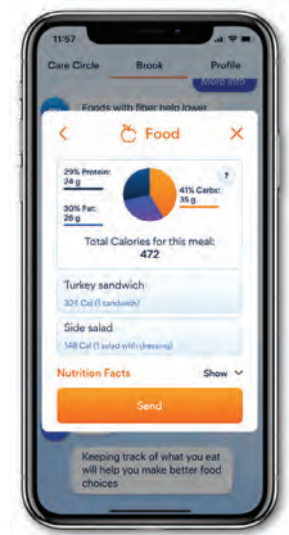 11:57
Care Circle Brook Profile
More info
Foods with fiber help lower
Food
29% Protein:
24 g
?
41% Carbs:
35 g
30% Fat:
g
Total Calories for this meal:
472
Turkey sandwich
Cal (1 sandwich)
Side salad
148 Cal (1 salad with dressing)
Nutrition Facts Show
Send
Keeping track of what you eat
will help you make better food
choices